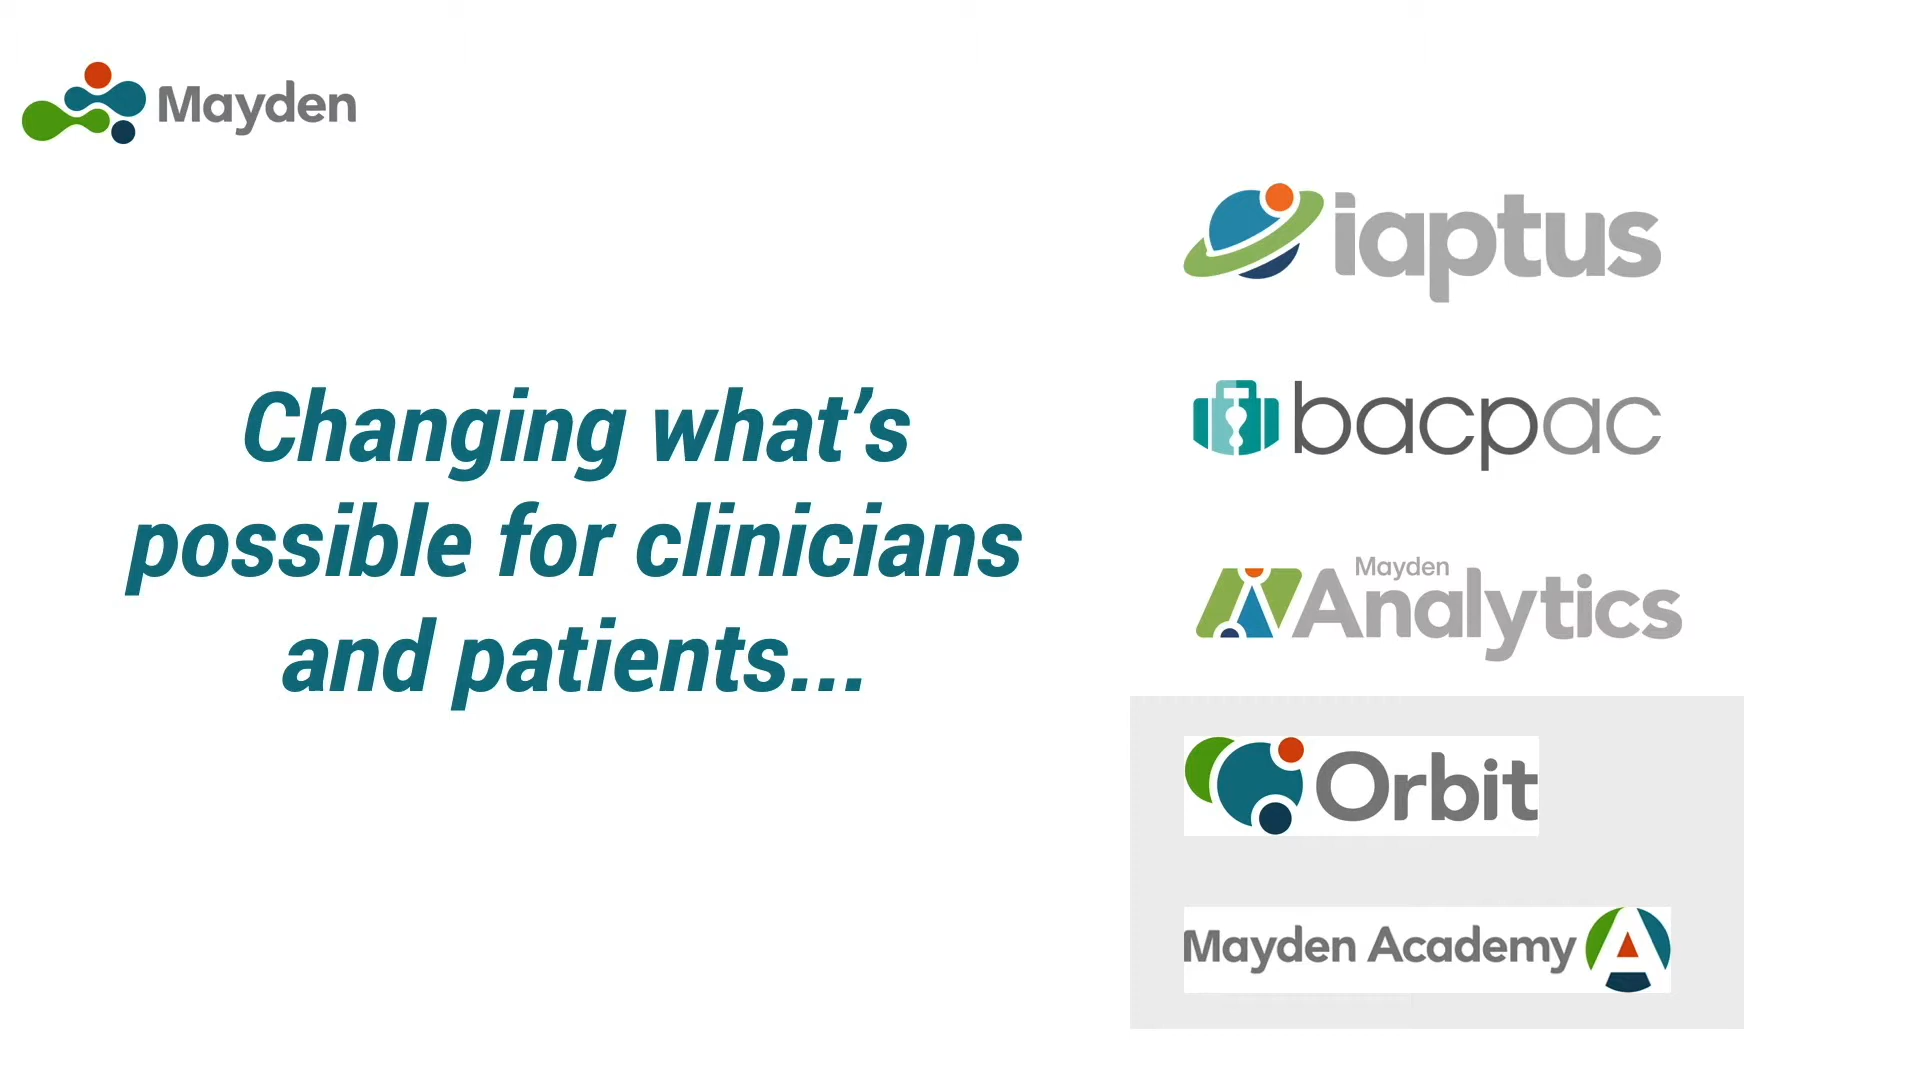 Mayden
Changing what’s
possible for clinicians
and patients...
iaptus
bacpac
Mayden
Analytics
Orbit
Mayden Academy